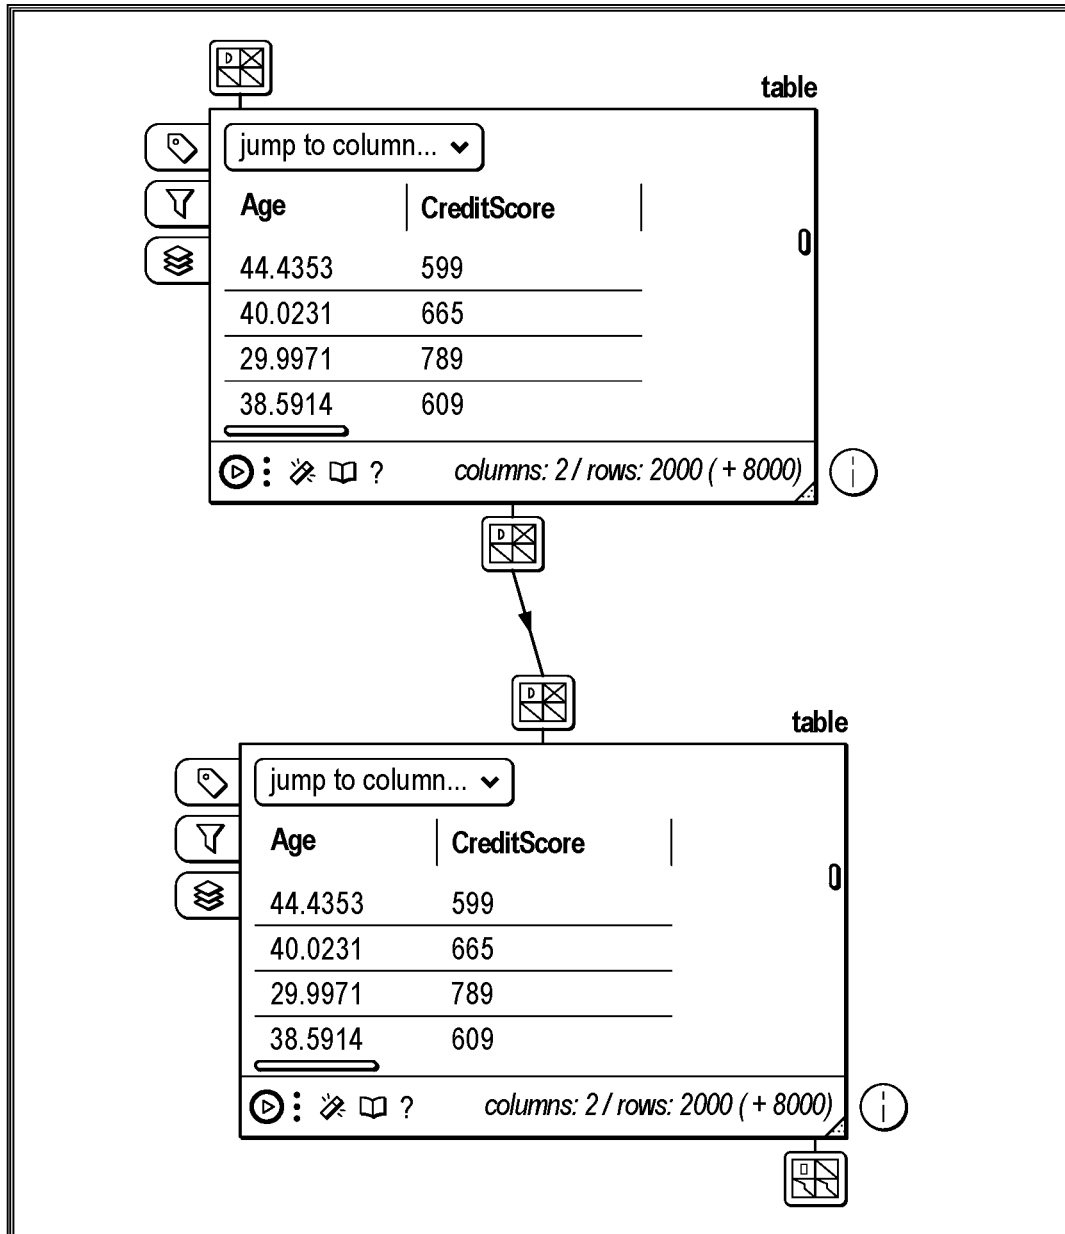 D
table
jump to column...
Age CreditScore
44.4353 599
40.0231 665
29.9971 789
38.5914 609
? columns: 2 / rows: 2000 ( + 8000)
D
D
table
jump to column...
Age CreditScore
44.4353 599
40.0231 665
29.9971 789
38.5914 609
? columns: 2 / rows: 2000 ( + 8000)